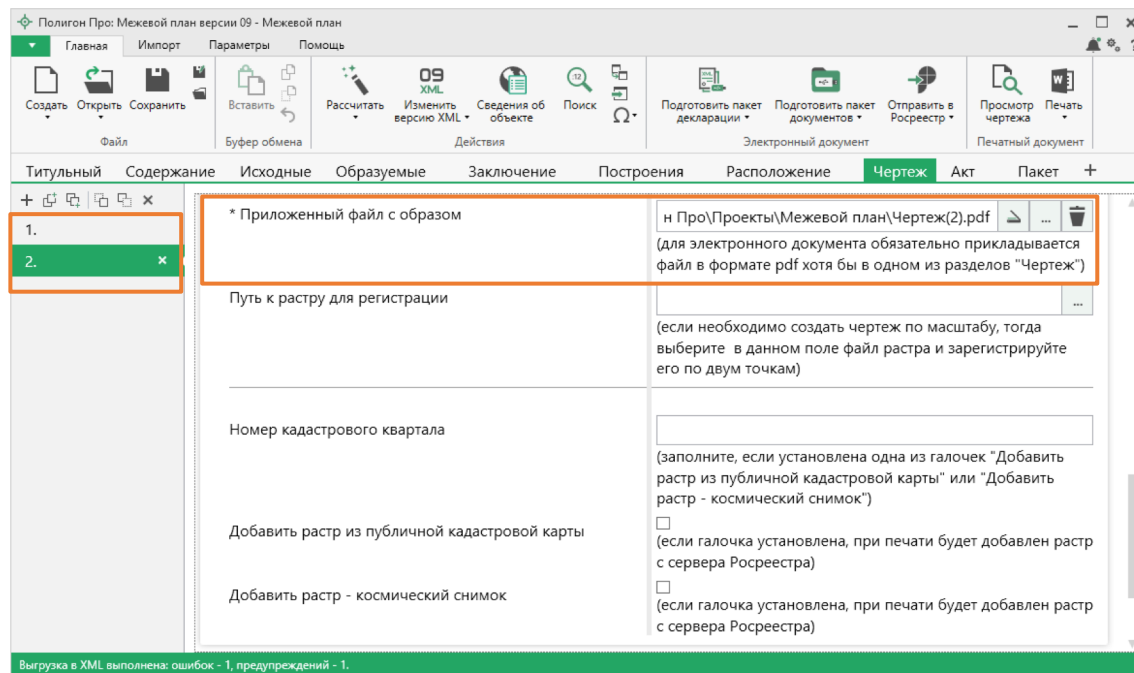 Полигон Про: Межевой план версии 09 - Межевой план
Главная Импорт Параметры Помощь
Создать Открыть Сохранить Вставить Рассчитать 09 XML Изменить версию XML Сведения об объекте Поиск Подготовить пакет декларации Подготовить пакет документов Отправить в Росреестр Просмотр чертежа Печать
Файл Буфер обмена Действия Электронный документ Печатный документ
Титульный Содержание Исходные Образуемые Заключение Построения Расположение Чертеж Акт Пакет +
1.
2.
* Приложенный файл с образом
н Про\Проекты\Межевой план\Чертеж(2).pdf ...
(для электронного документа обязательно прикладывается
файл в формате pdf хотя бы в одном из разделов "Чертеж")
Путь к растру для регистрации
...
(если необходимо создать чертеж по масштабу, тогда
выберите в данном поле файл растра и зарегистрируйте
его по двум точкам)
Номер кадастрового квартала
(заполните, если установлена одна из галочек "Добавить
растр из публичной кадастровой карты" или "Добавить
растр - космический снимок")
Добавить растр из публичной кадастровой карты
(если галочка установлена, при печати будет добавлен растр
с сервера Росреестра)
Добавить растр - космический снимок
(если галочка установлена, при печати будет добавлен растр
с сервера Росреестра)
Выгрузка в XML выполнена: ошибок - 1, предупреждений - 1.